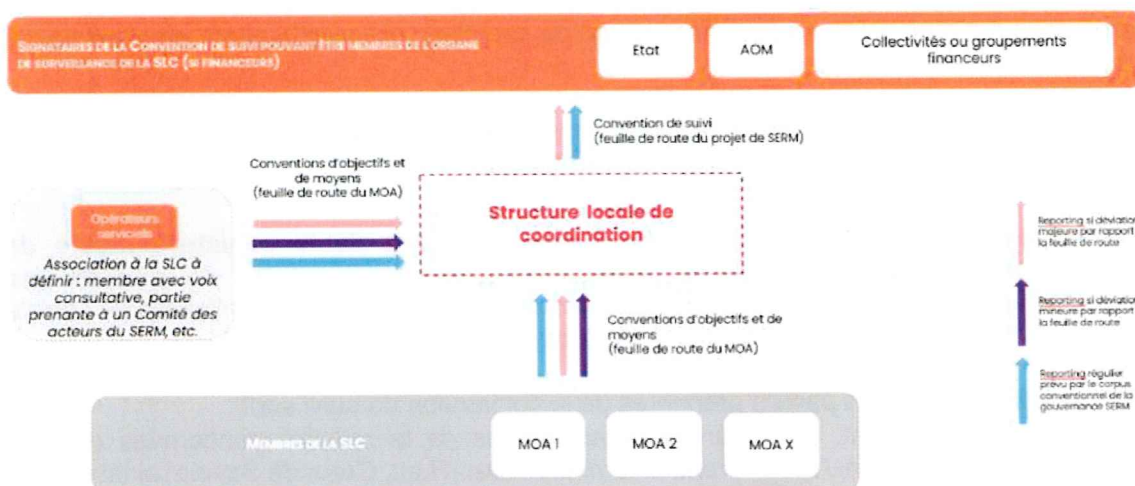 SIGNATAIRES DE LA CONVENTION DE SUIVI POUVANT ÊTRE MEMBRES DE L'ORGANE
DE SURVEILLANCE DE LA SLC (SI FINANCEURS)
Etat
AOM
Collectivités ou groupements
financeurs
Convention de suivi
(feuille de route du projet de SERM)
Conventions d'objectifs et
de moyens
(feuille de route du MOA)
Opérateurs
serviciels
Association à la SLC à
définir : membre avec voix
consultative, partie
prenante à un Comité des
acteurs du SERM, etc.
Structure locale de
coordination
Conventions d'objectifs et de
moyens
(feuille de route du MOA)
Reporting si déviation
majeure par rapport
la feuille de route
Reporting si déviation
mineure par rapport
la feuille de route
Reporting régulier
prévu par le corpus
conventionnel de la
gouvernance SERM
MEMBRES DE LA SLC
MOA 1
MOA 2
MOA X